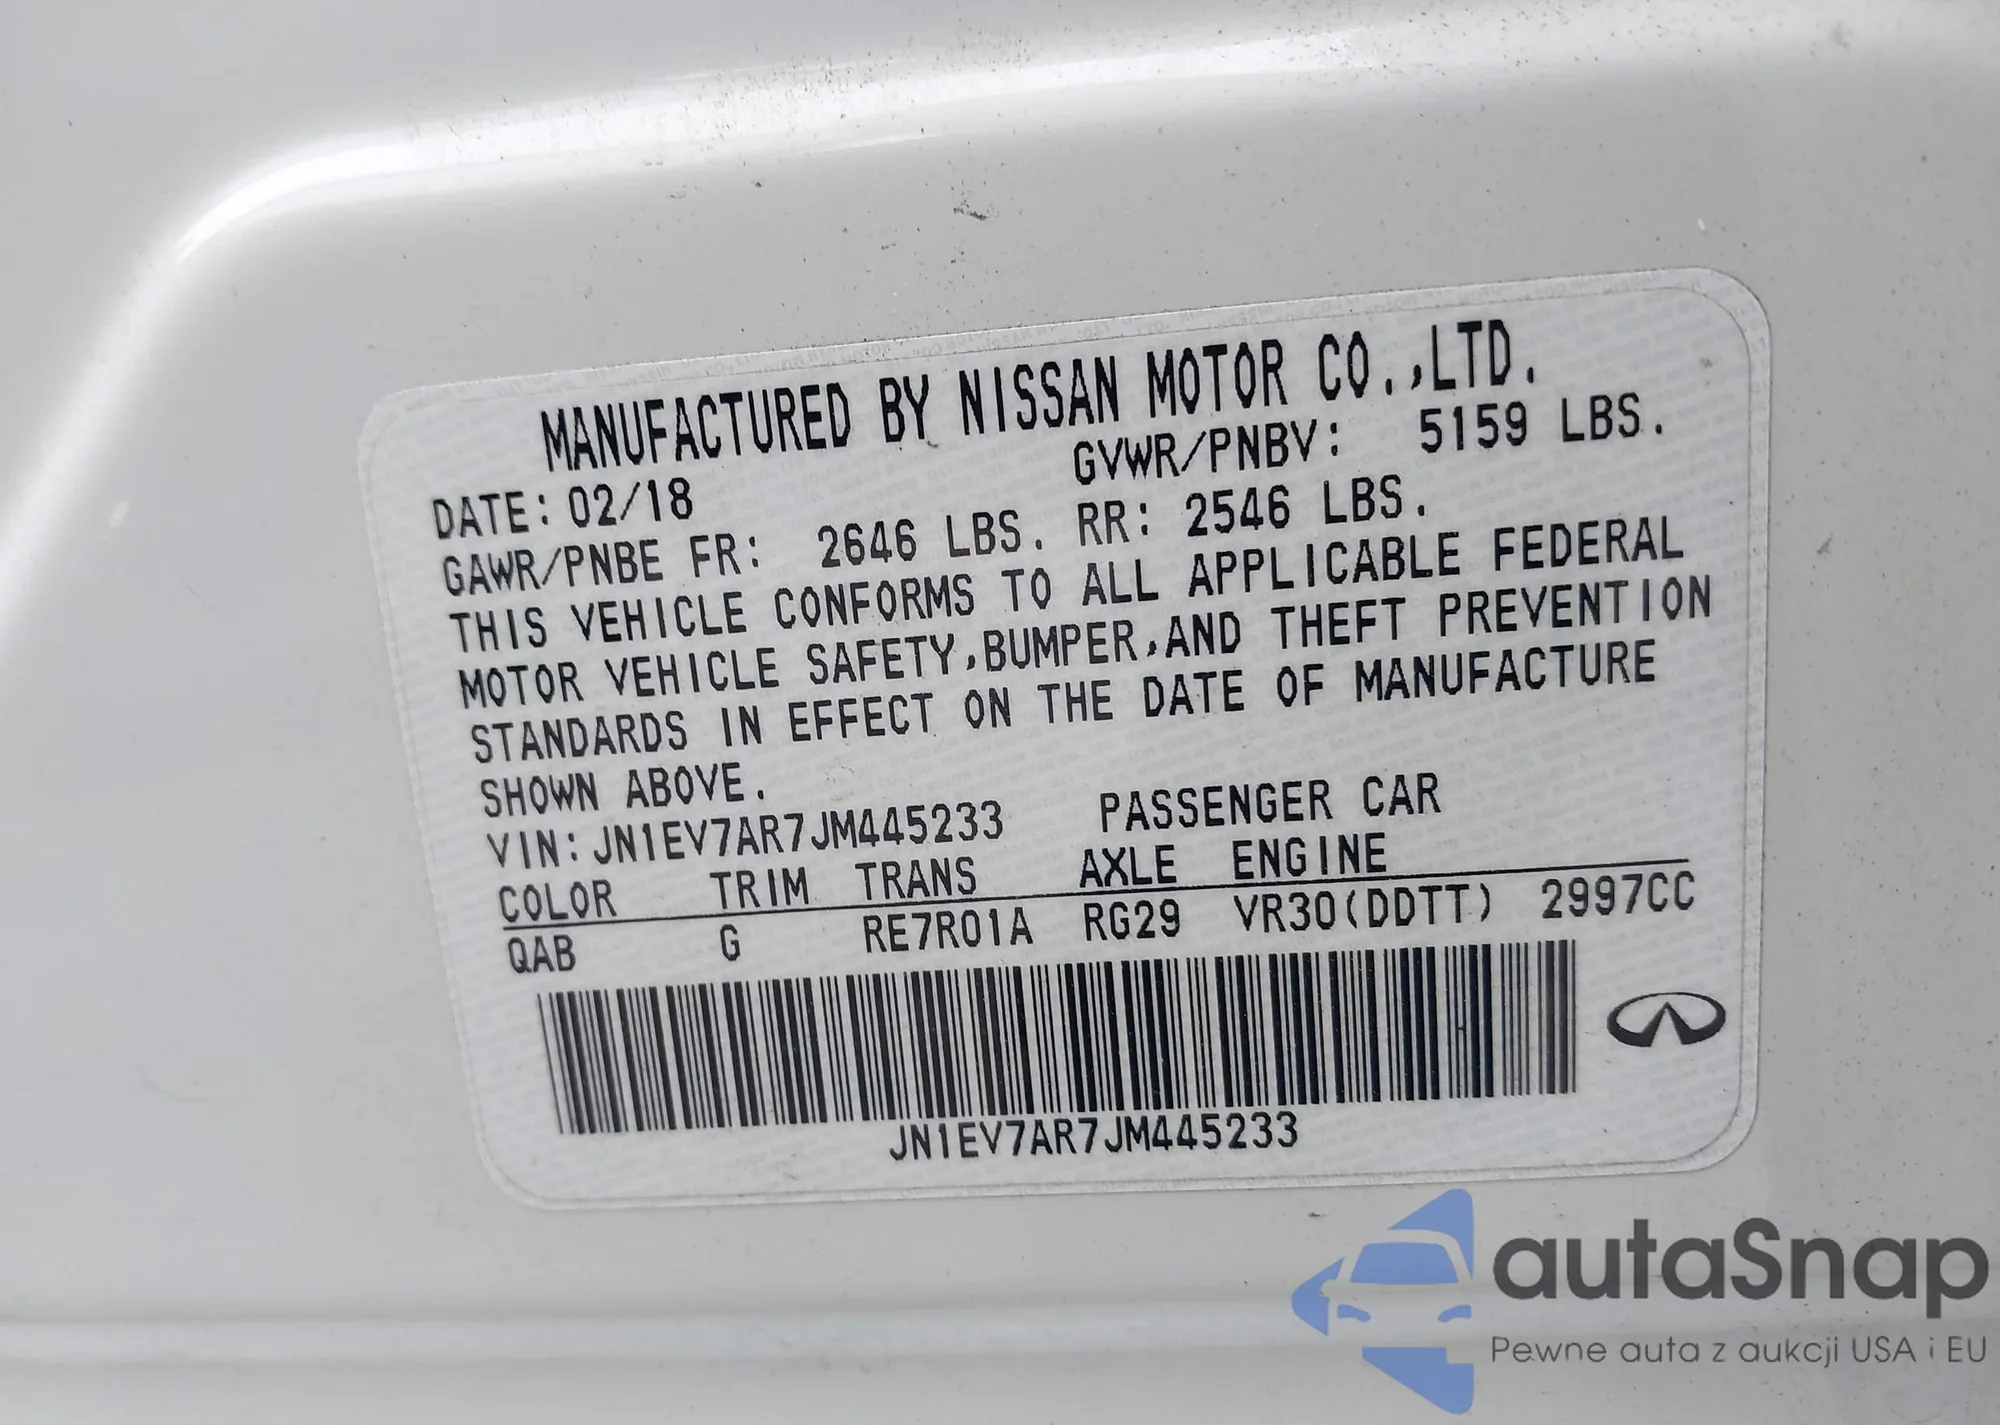 MANUFACTURED BY NISSAN MOTOR CO.,LTD.
DATE: 02/18 GVWR/PNBV: 5159 LBS.
GAWR/PNBE FR: 2646 LBS. RR: 2546 LBS.
THIS VEHICLE CONFORMS TO ALL APPLICABLE FEDERAL
MOTOR VEHICLE SAFETY,BUMPER,AND THEFT PREVENTION
STANDARDS IN EFFECT ON THE DATE OF MANUFACTURE
SHOWN ABOVE.
VIN: JN1EV7AR7JM445233 PASSENGER CAR
COLOR TRIM TRANS AXLE ENGINE
QAB G RE7R01A RG29 VR30(DDTT) 2997CC
JN1EV7AR7JM445233
autaSnap
Pewne auta z aukcji USA i EU